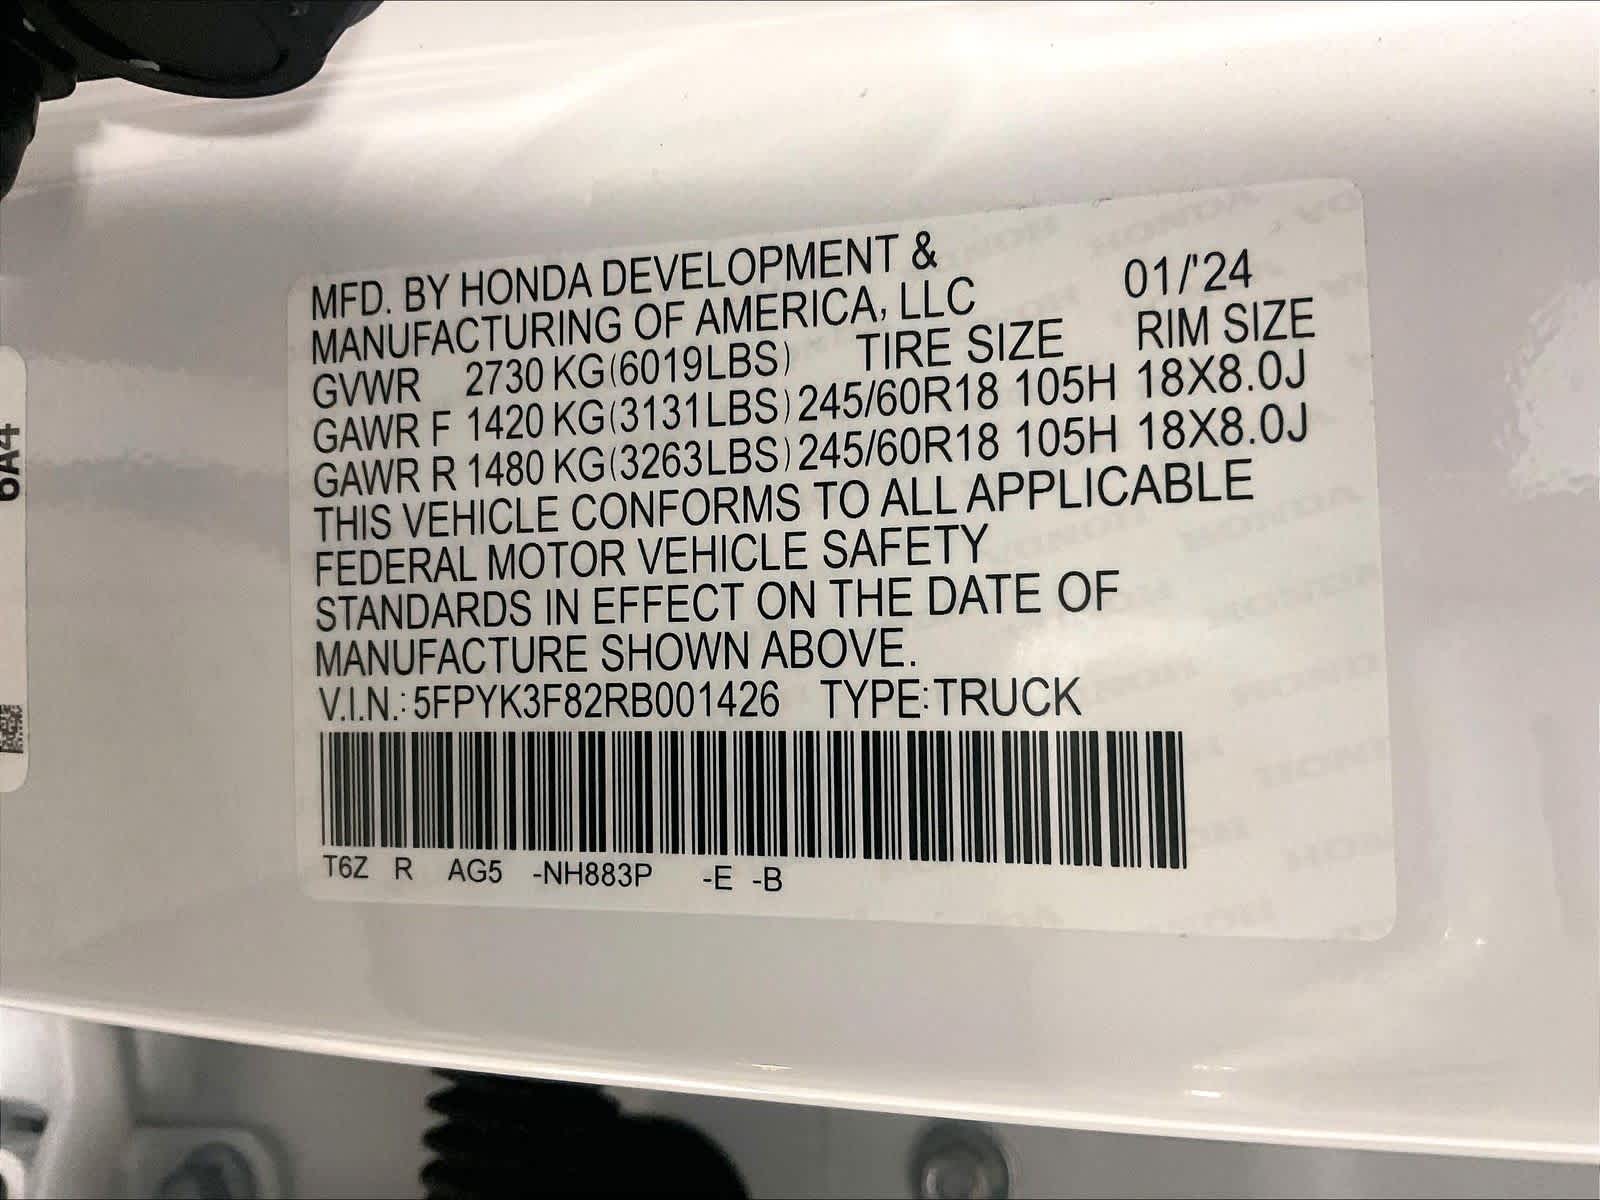 MFD. BY HONDA DEVELOPMENT &
MANUFACTURING OF AMERICA, LLC 01/'24
GVWR 2730 KG(6019LBS) TIRE SIZE RIM SIZE
GAWR F 1420 KG(3131LBS) 245/60R18 105H 18X8.0J
GAWR R 1480 KG(3263LBS) 245/60R18 105H 18X8.0J
THIS VEHICLE CONFORMS TO ALL APPLICABLE
FEDERAL MOTOR VEHICLE SAFETY
STANDARDS IN EFFECT ON THE DATE OF
MANUFACTURE SHOWN ABOVE.
V.I.N.: 5FPYK3F82RB001426 TYPE: TRUCK
T6Z R AG5 -NH883P -E -B
6A4